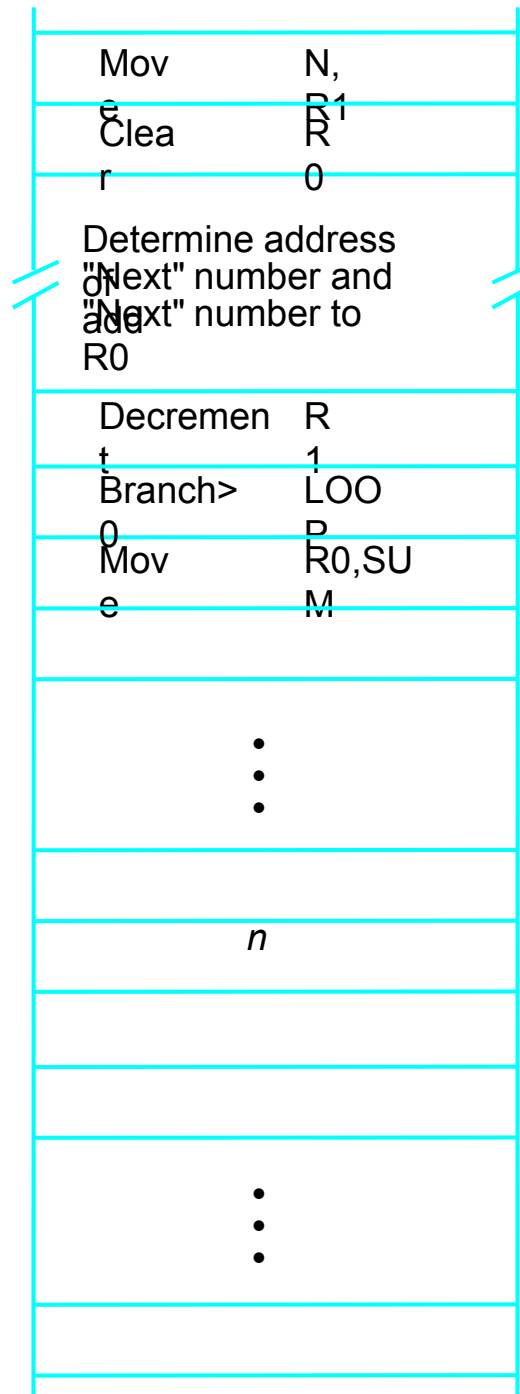 Mov N,
e R1
Clea R
r 0
Determine address
of
"Next" number and
add
"Next" number to
R0
Decremen R
t 1
Branch> LOO
0 P
Mov R0,SU
e M
n